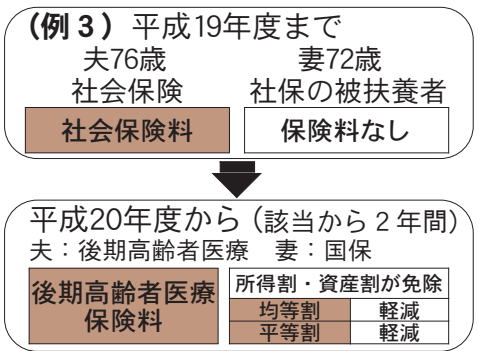 （例３）平成19年度まで
夫76歳 妻72歳
社会保険 社保の被扶養者
社会保険料 保険料なし
平成20年度から（該当から２年間）
夫：後期高齢者医療　妻：国保
後期高齢者医療保険料
所得割・資産割が免除
均等割 軽減
平等割 軽減